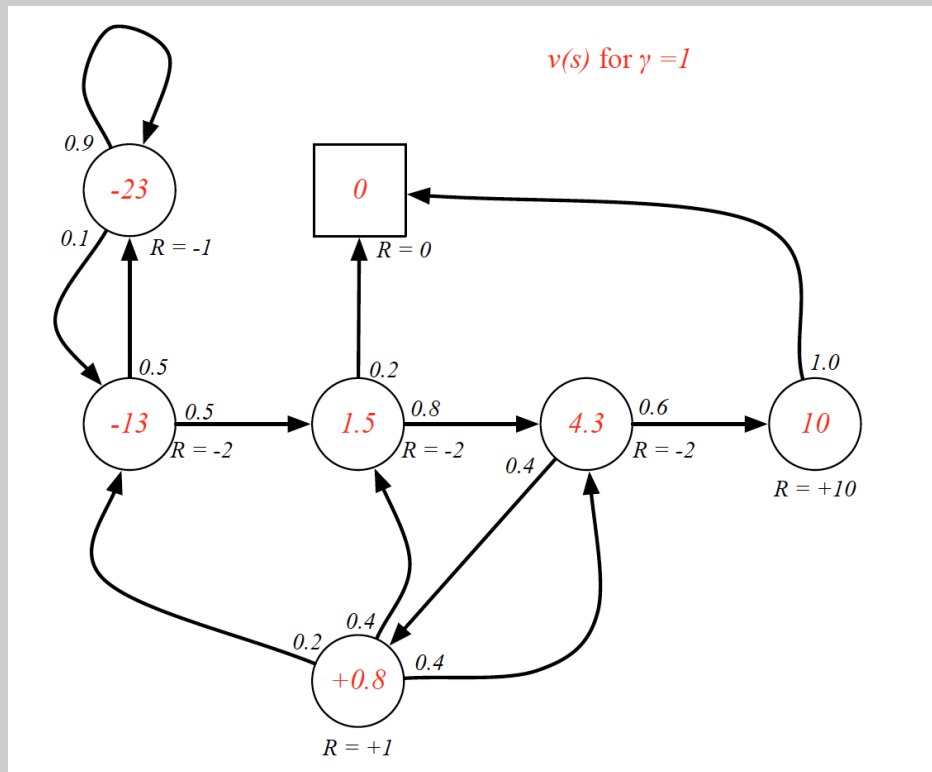 v(s) for γ =1
0.9
-23
0
0.1
R = -1
R = 0
0.5
0.2
1.0
-13
0.5
1.5
0.8
4.3
0.6
10
R = -2
R = -2
0.4
R = -2
R = +10
0.4
0.2
0.4
+0.8
R = +1